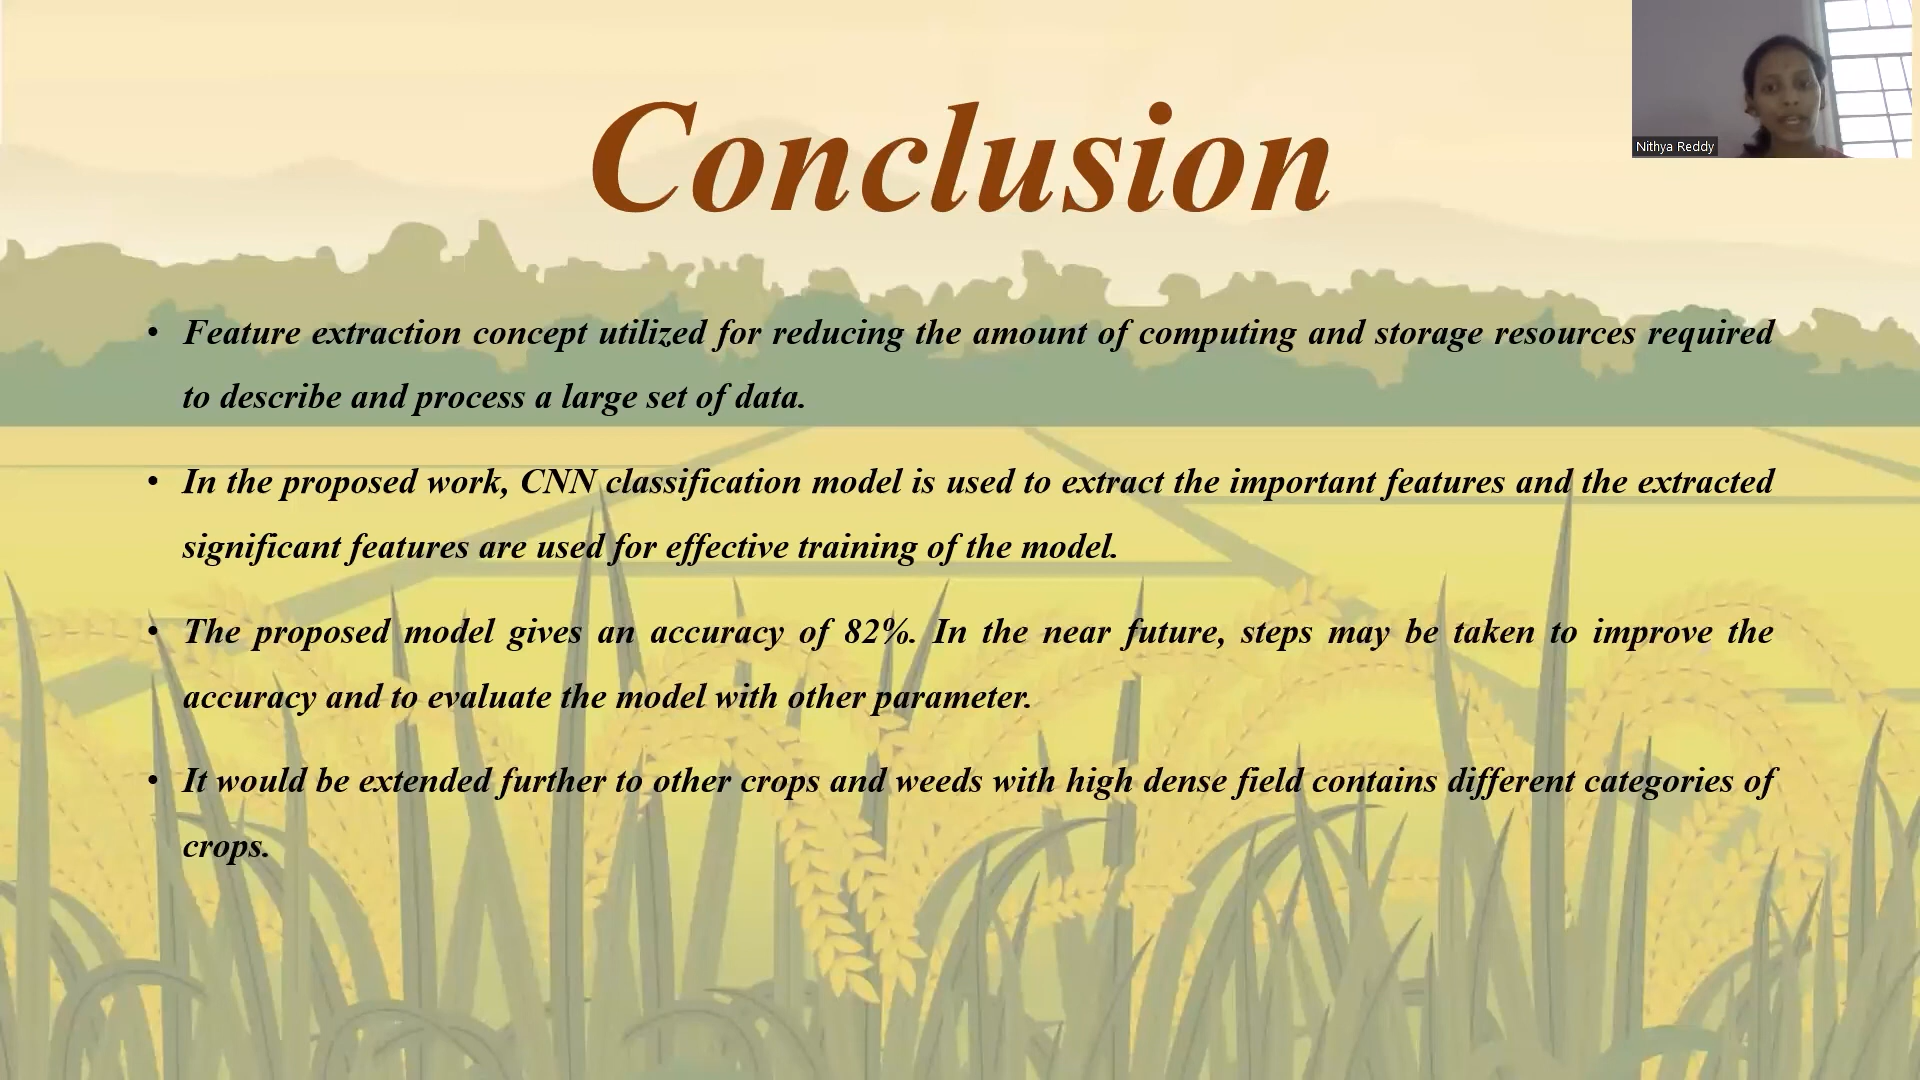 Conclusion
Nithya Reddy
• Feature extraction concept utilized for reducing the amount of computing and storage resources required
to describe and process a large set of data.
• In the proposed work, CNN classification model is used to extract the important features and the extracted
significant features are used for effective training of the model.
• The proposed model gives an accuracy of 82%. In the near future, steps may be taken to improve the
accuracy and to evaluate the model with other parameter.
• It would be extended further to other crops and weeds with high dense field contains different categories of
crops.